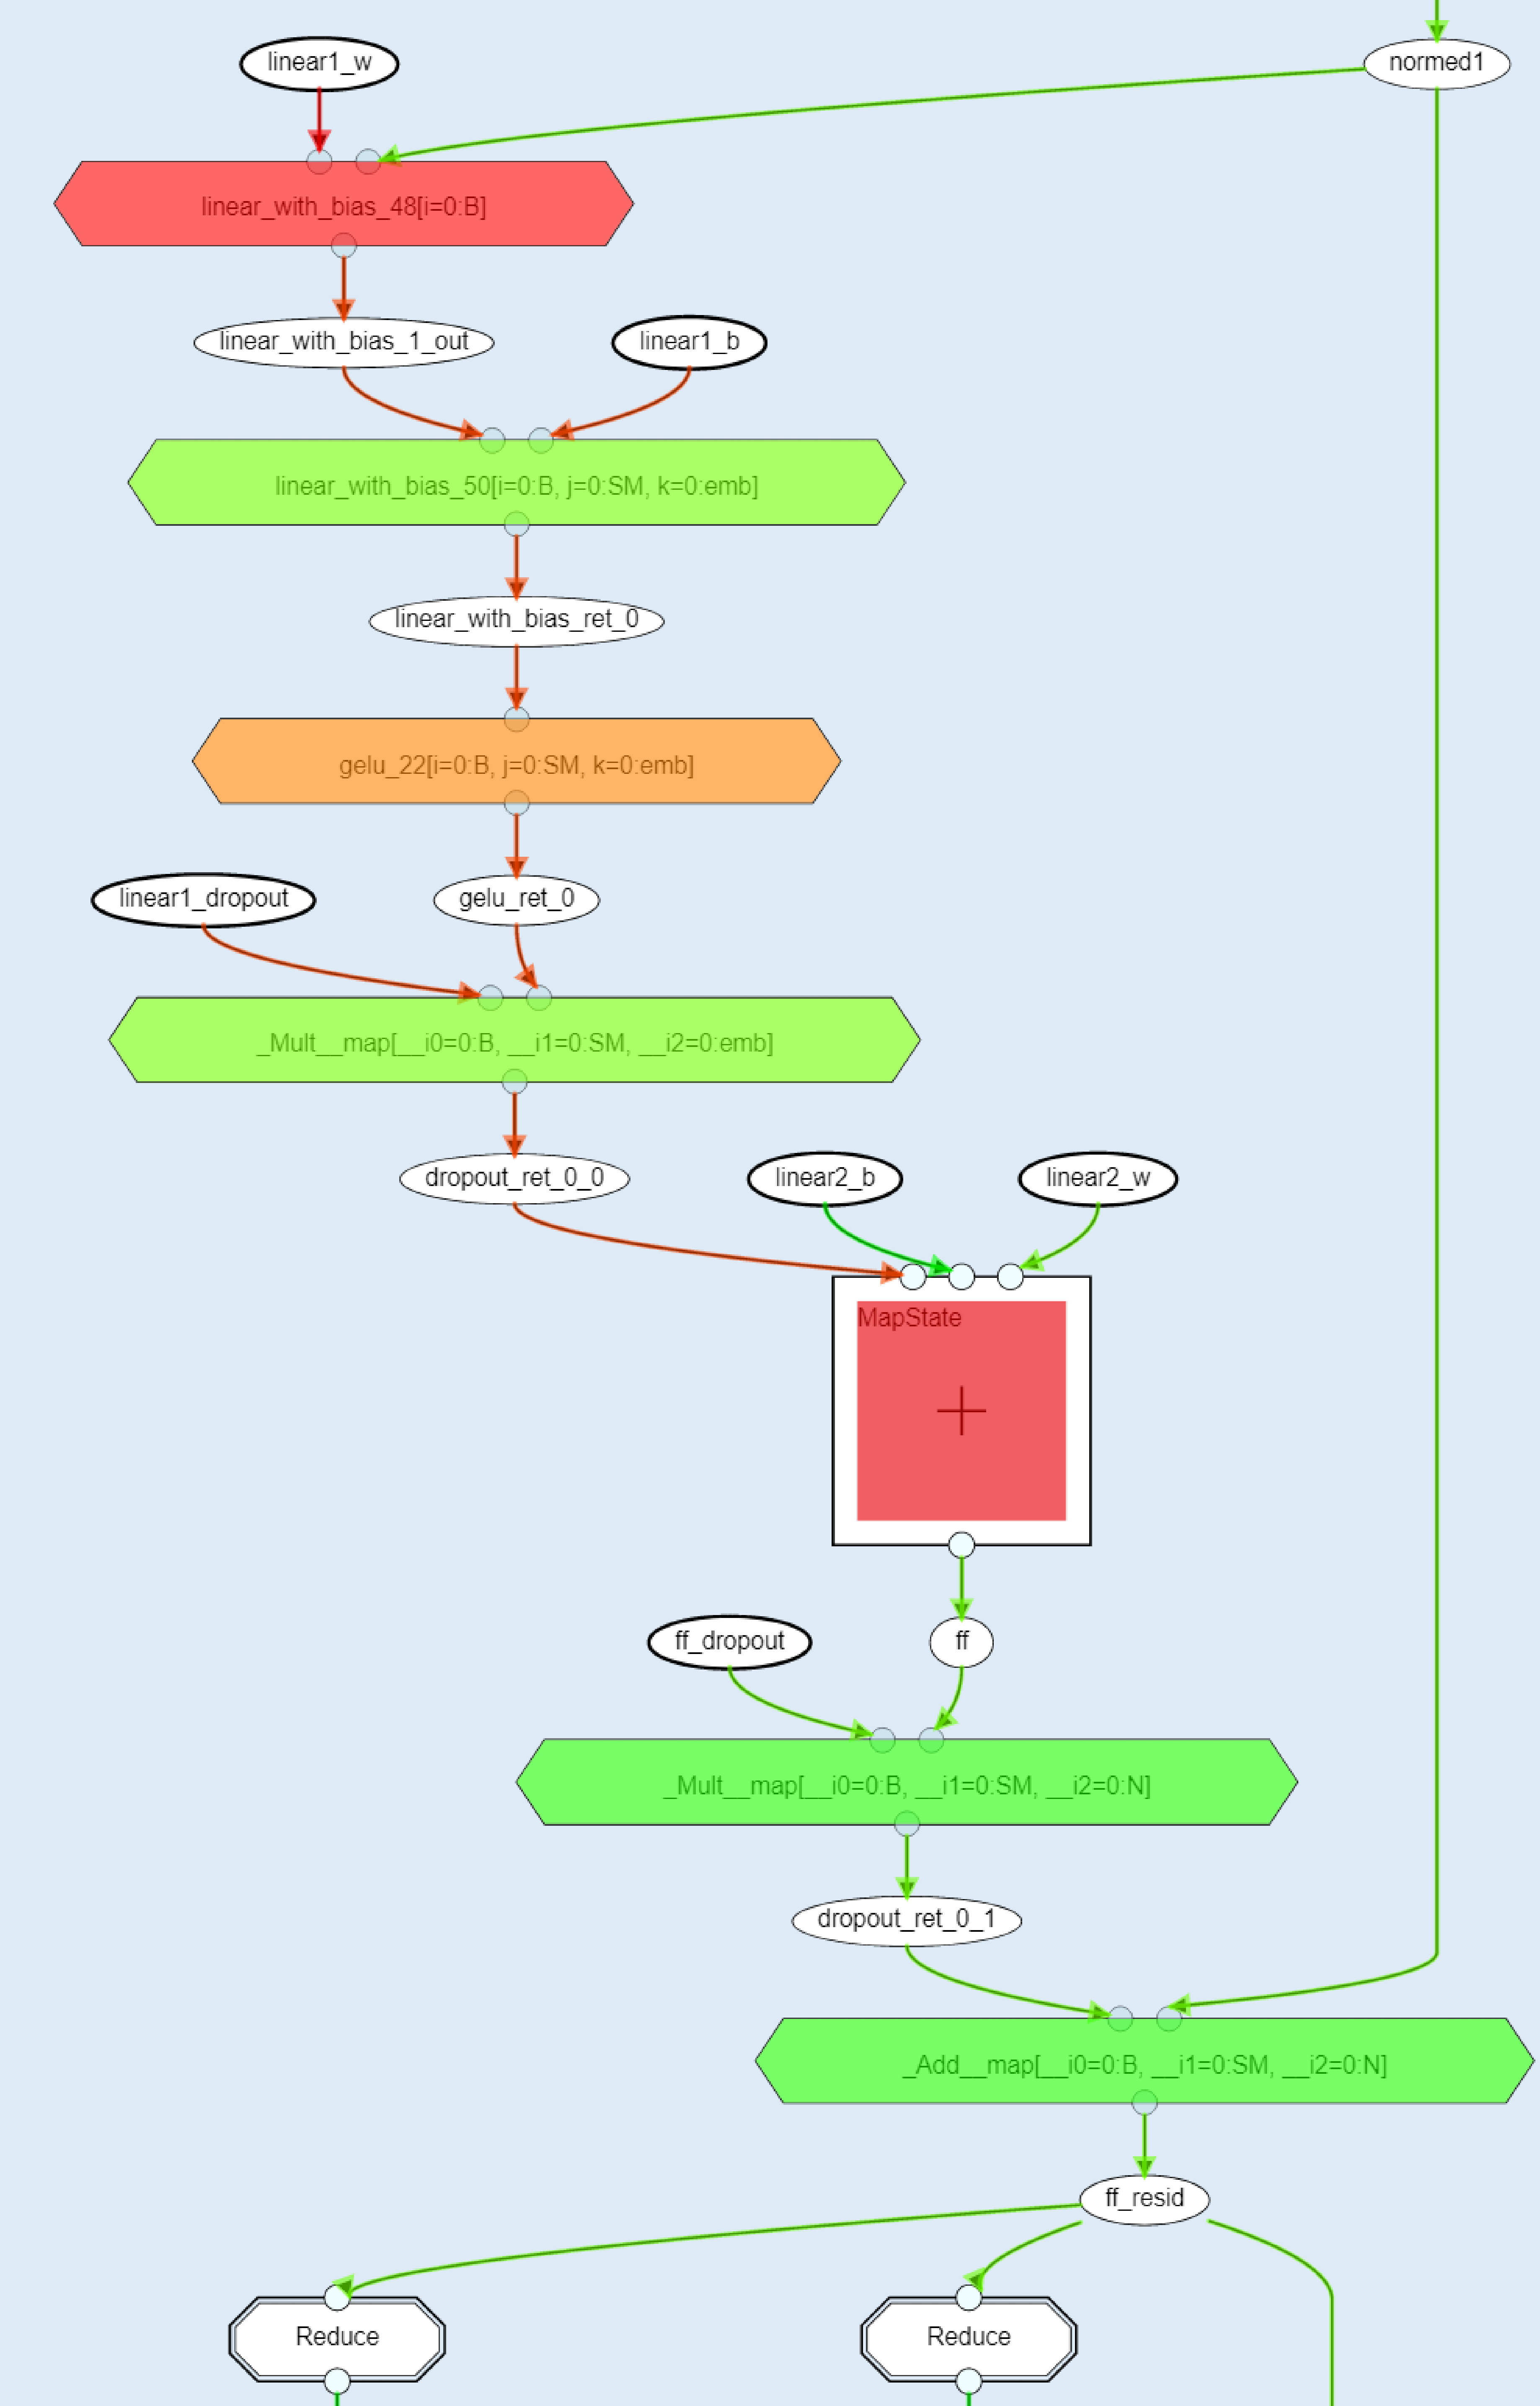 linear1_w
normed1
linear_with_bias_48[i=0:B]
linear_with_bias_1_out
linear1_b
linear_with_bias_50[i=0:B, j=0:SM, k=0:emb]
linear_with_bias_ret_0
gelu_22[i=0:B, j=0:SM, k=0:emb]
linear1_dropout
gelu_ret_0
_Mult__map[__i0=0:B, __i1=0:SM, __i2=0:emb]
dropout_ret_0_0
linear2_b
linear2_w
MapState
ff_dropout
ff
_Mult__map[__i0=0:B, __i1=0:SM, __i2=0:N]
dropout_ret_0_1
_Add__map[__i0=0:B, __i1=0:SM, __i2=0:N]
ff_resid
Reduce
Reduce